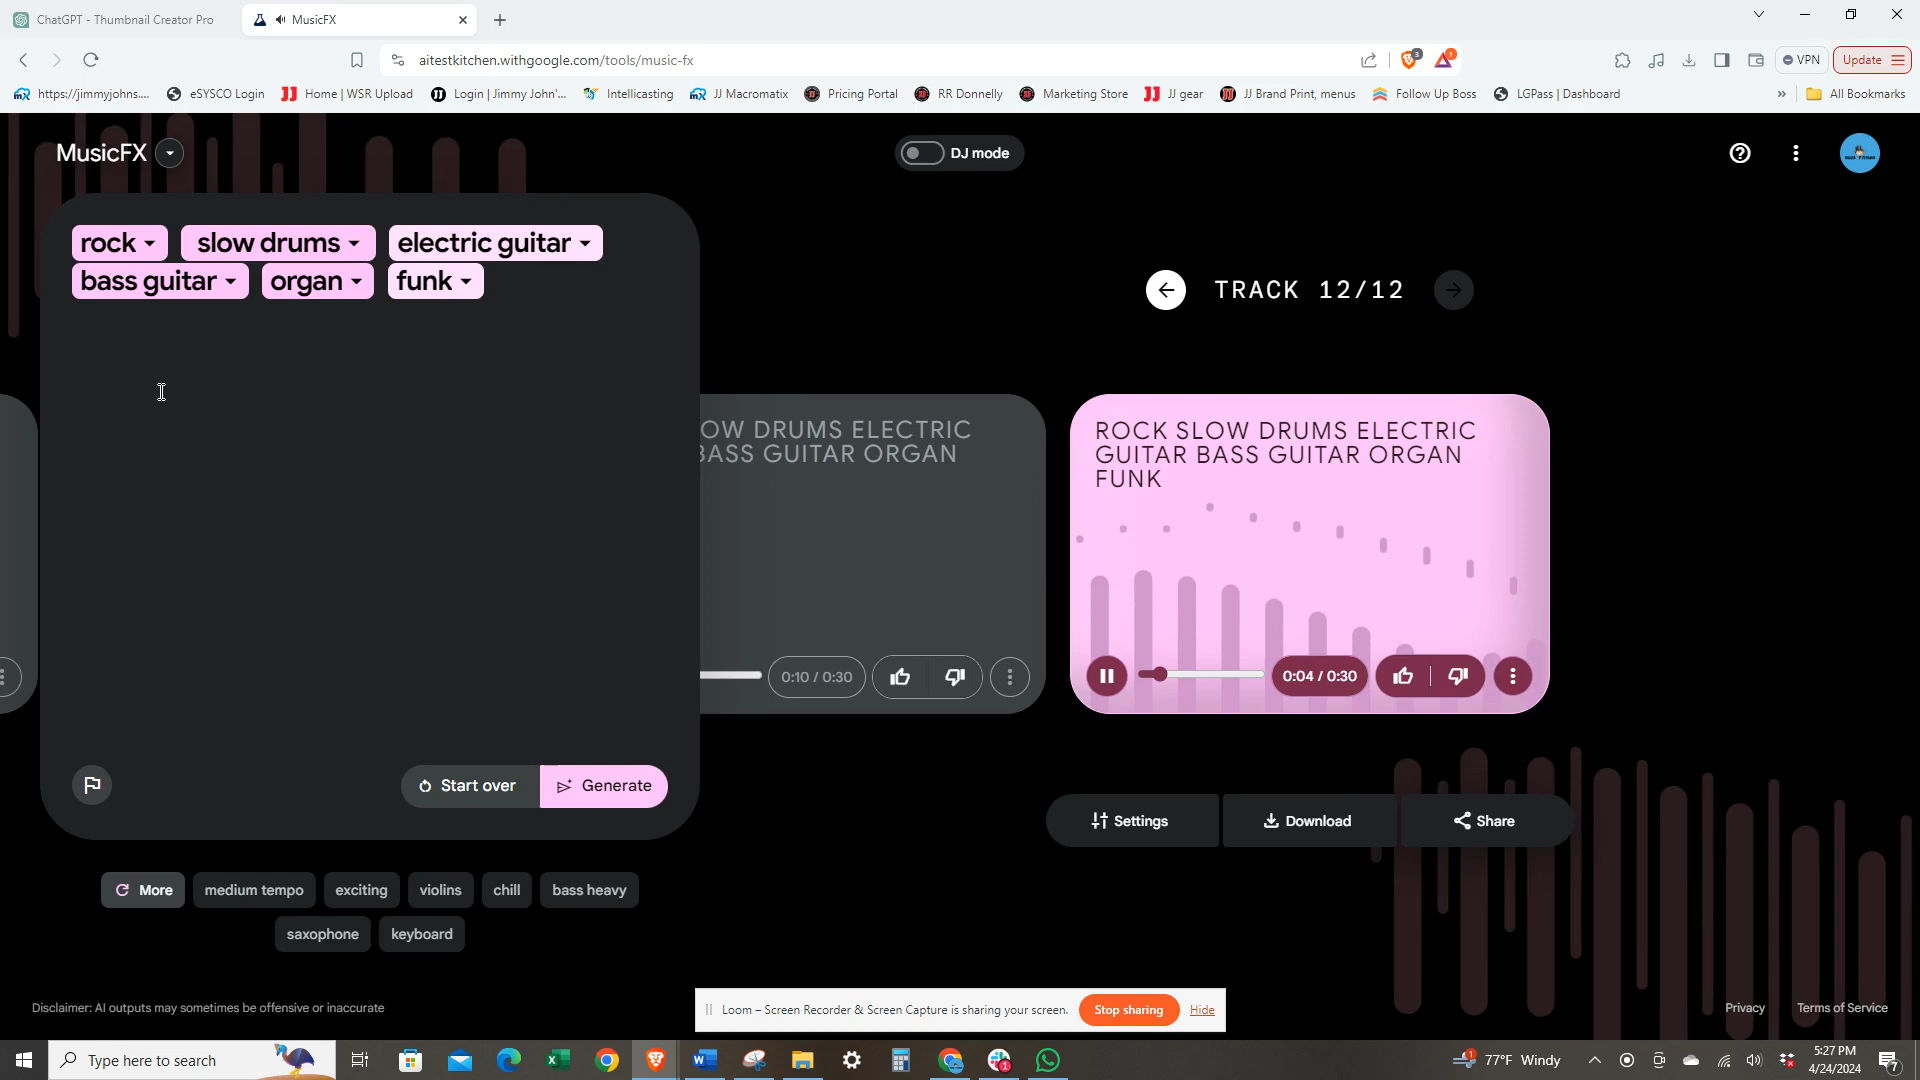 ChatGPT - Thumbnail Creator Pro
MusicFX
aitestkitchen.withgoogle.com/tools/music-fx
3
1
VPN
Update
https://jimmyjohns....
eSYSCO Login
Home | WSR Upload
Login | Jimmy John'...
Intellicasting
JJ Macromatix
Pricing Portal
RR Donnelly
Marketing Store
JJ gear
JJ Brand Print, menus
Follow Up Boss
LGPass | Dashboard
»
All Bookmarks
MusicFX
DJ mode
rock
slow drums
electric guitar
bass guitar
organ
funk
TRACK 12/12
OW DRUMS ELECTRIC
BASS GUITAR ORGAN
0:10 / 0:30
ROCK SLOW DRUMS ELECTRIC
GUITAR BASS GUITAR ORGAN
FUNK
0:04 / 0:30
Start over
Generate
Settings
Download
Share
More
medium tempo
exciting
violins
chill
bass heavy
saxophone
keyboard
Disclaimer: AI outputs may sometimes be offensive or inaccurate
Loom – Screen Recorder & Screen Capture is sharing your screen.
Stop sharing
Hide
Privacy
Terms of Service
Type here to search
1
1
77°F Windy
5:27 PM
4/24/2024
7